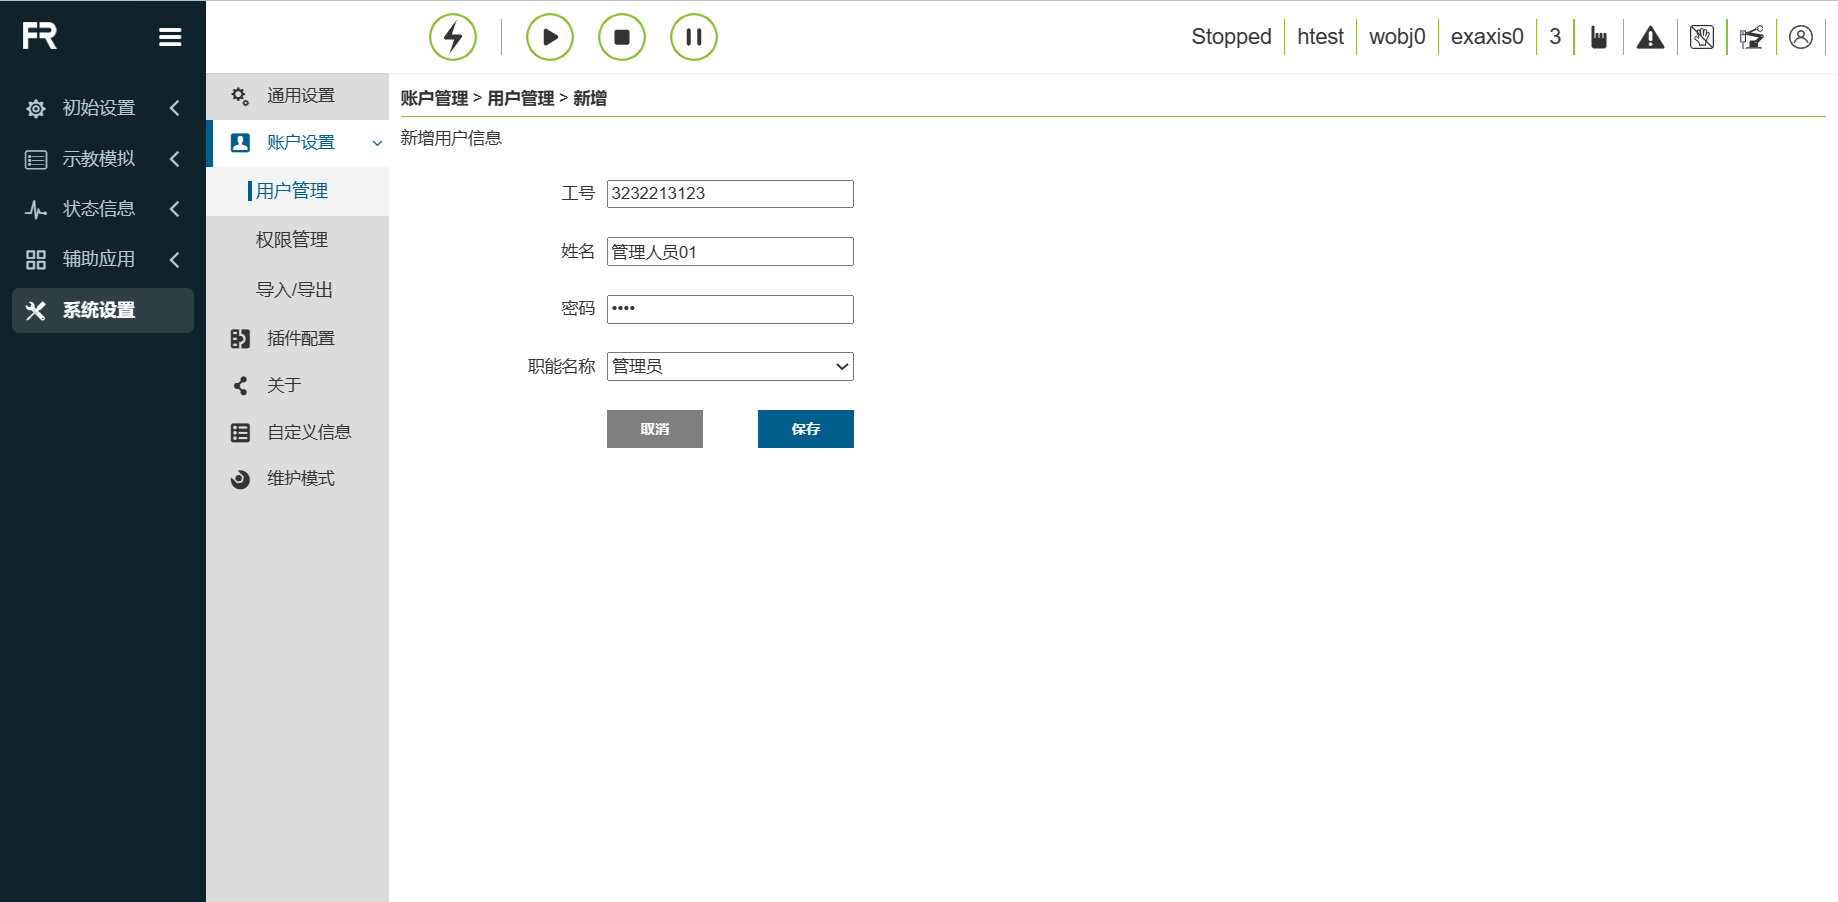 FR
初始设置
示教模拟
状态信息
辅助应用
系统设置
Stopped htest wobj0 exaxis0 3
通用设置
账户设置
用户管理
权限管理
导入/导出
插件配置
关于
自定义信息
维护模式
账户管理 > 用户管理 > 新增
新增用户信息
工号 3232213123
姓名 管理人员01
密码 ••••
职能名称 管理员
取消 保存